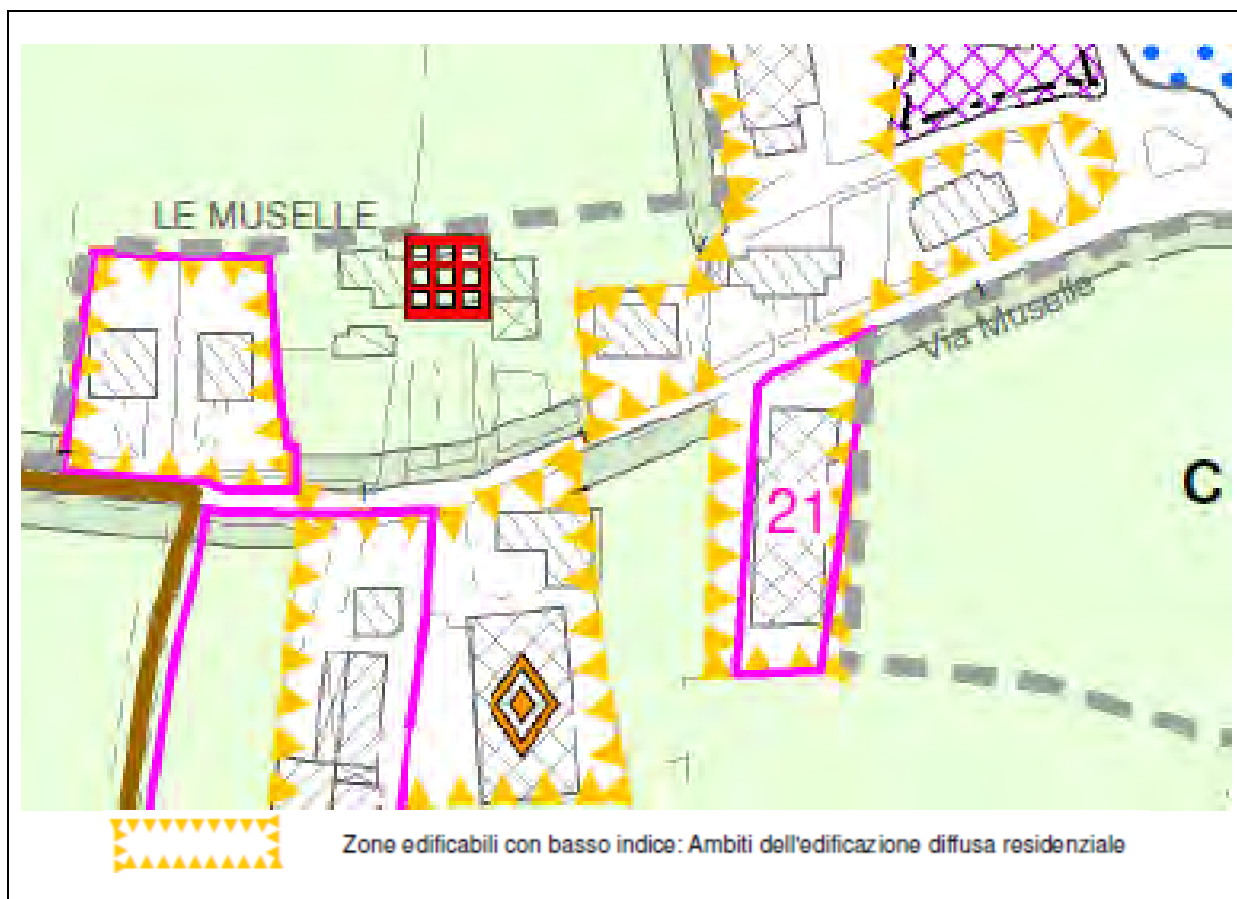 LE MUSELLE
Via Muselle
C
21
Zone edificabili con basso indice: Ambiti dell'edificazione diffusa residenziale